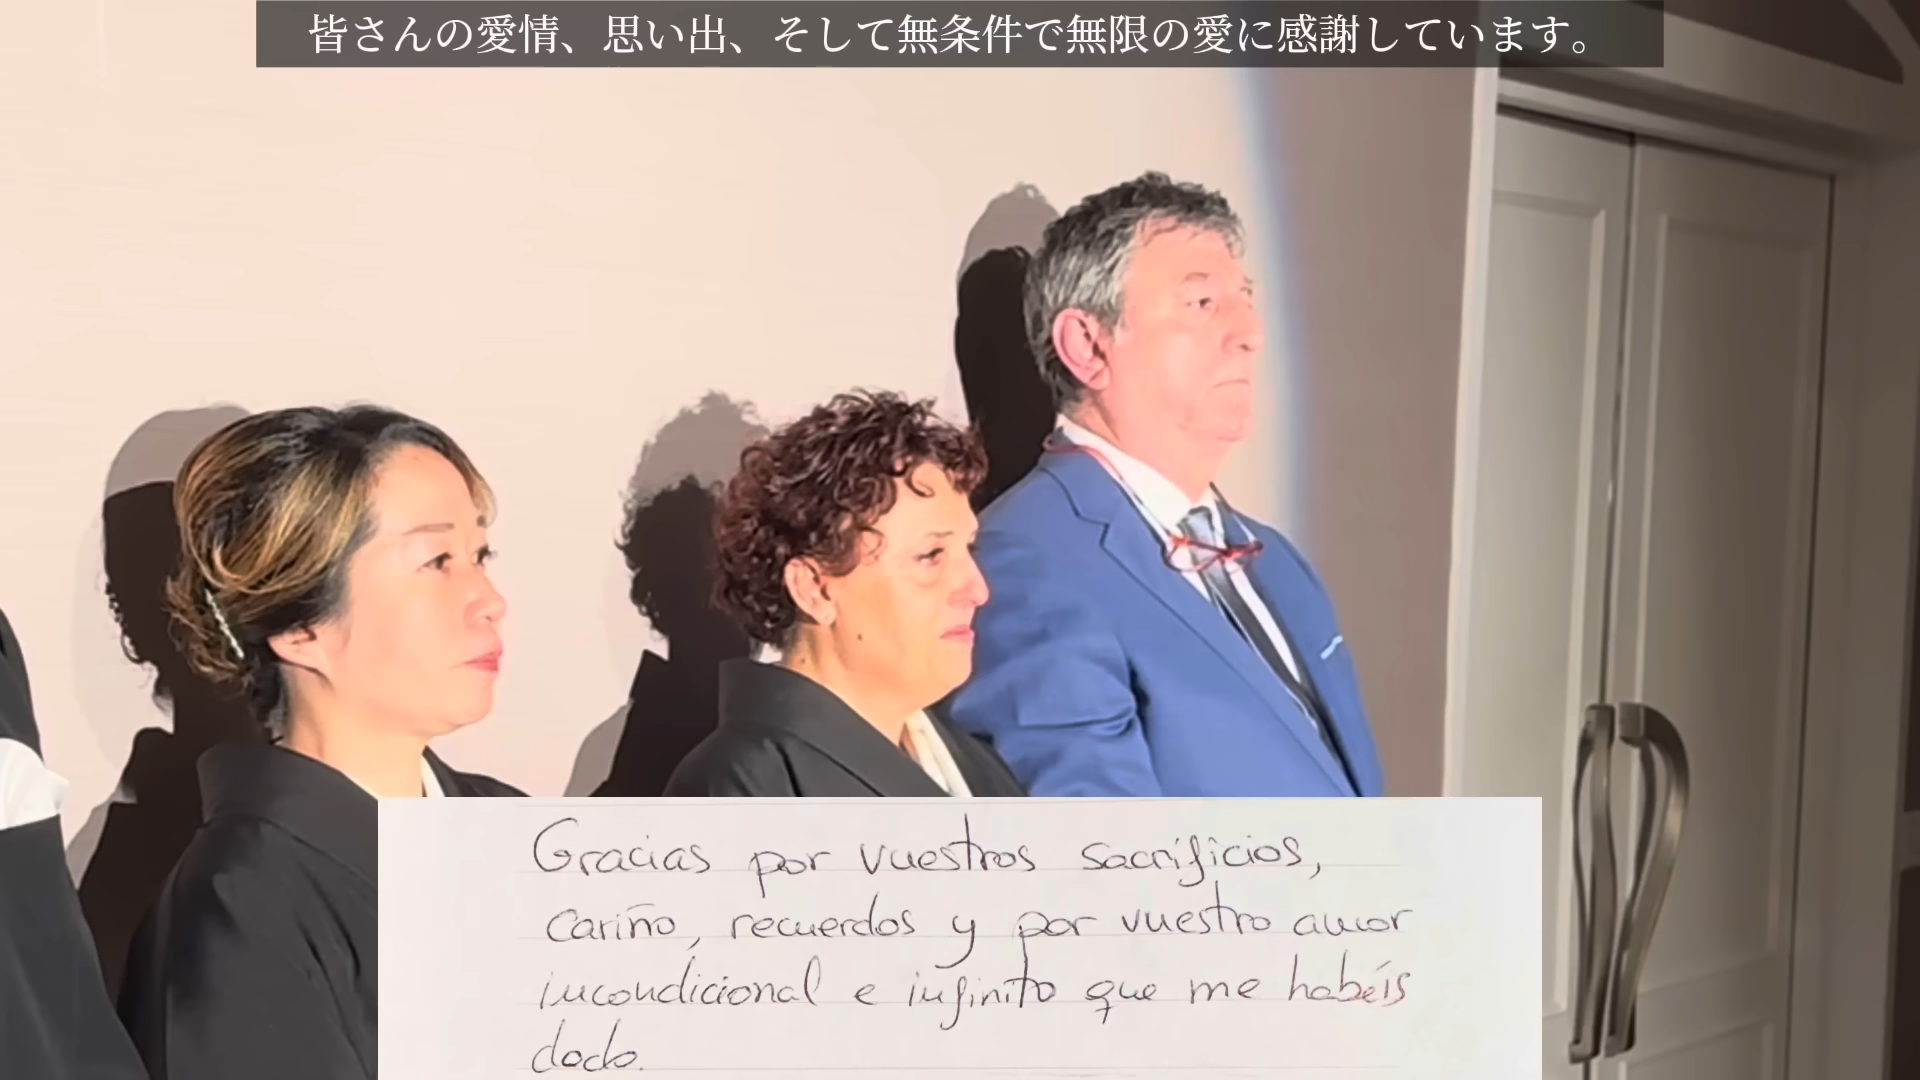 皆さんの愛情、思い出、そして無条件で無限の愛に感謝しています。
Gracias por vuestros sacrificios,
cariño, recuerdos y por vuestro amor
incondicional e infinito que me habéis
dado.